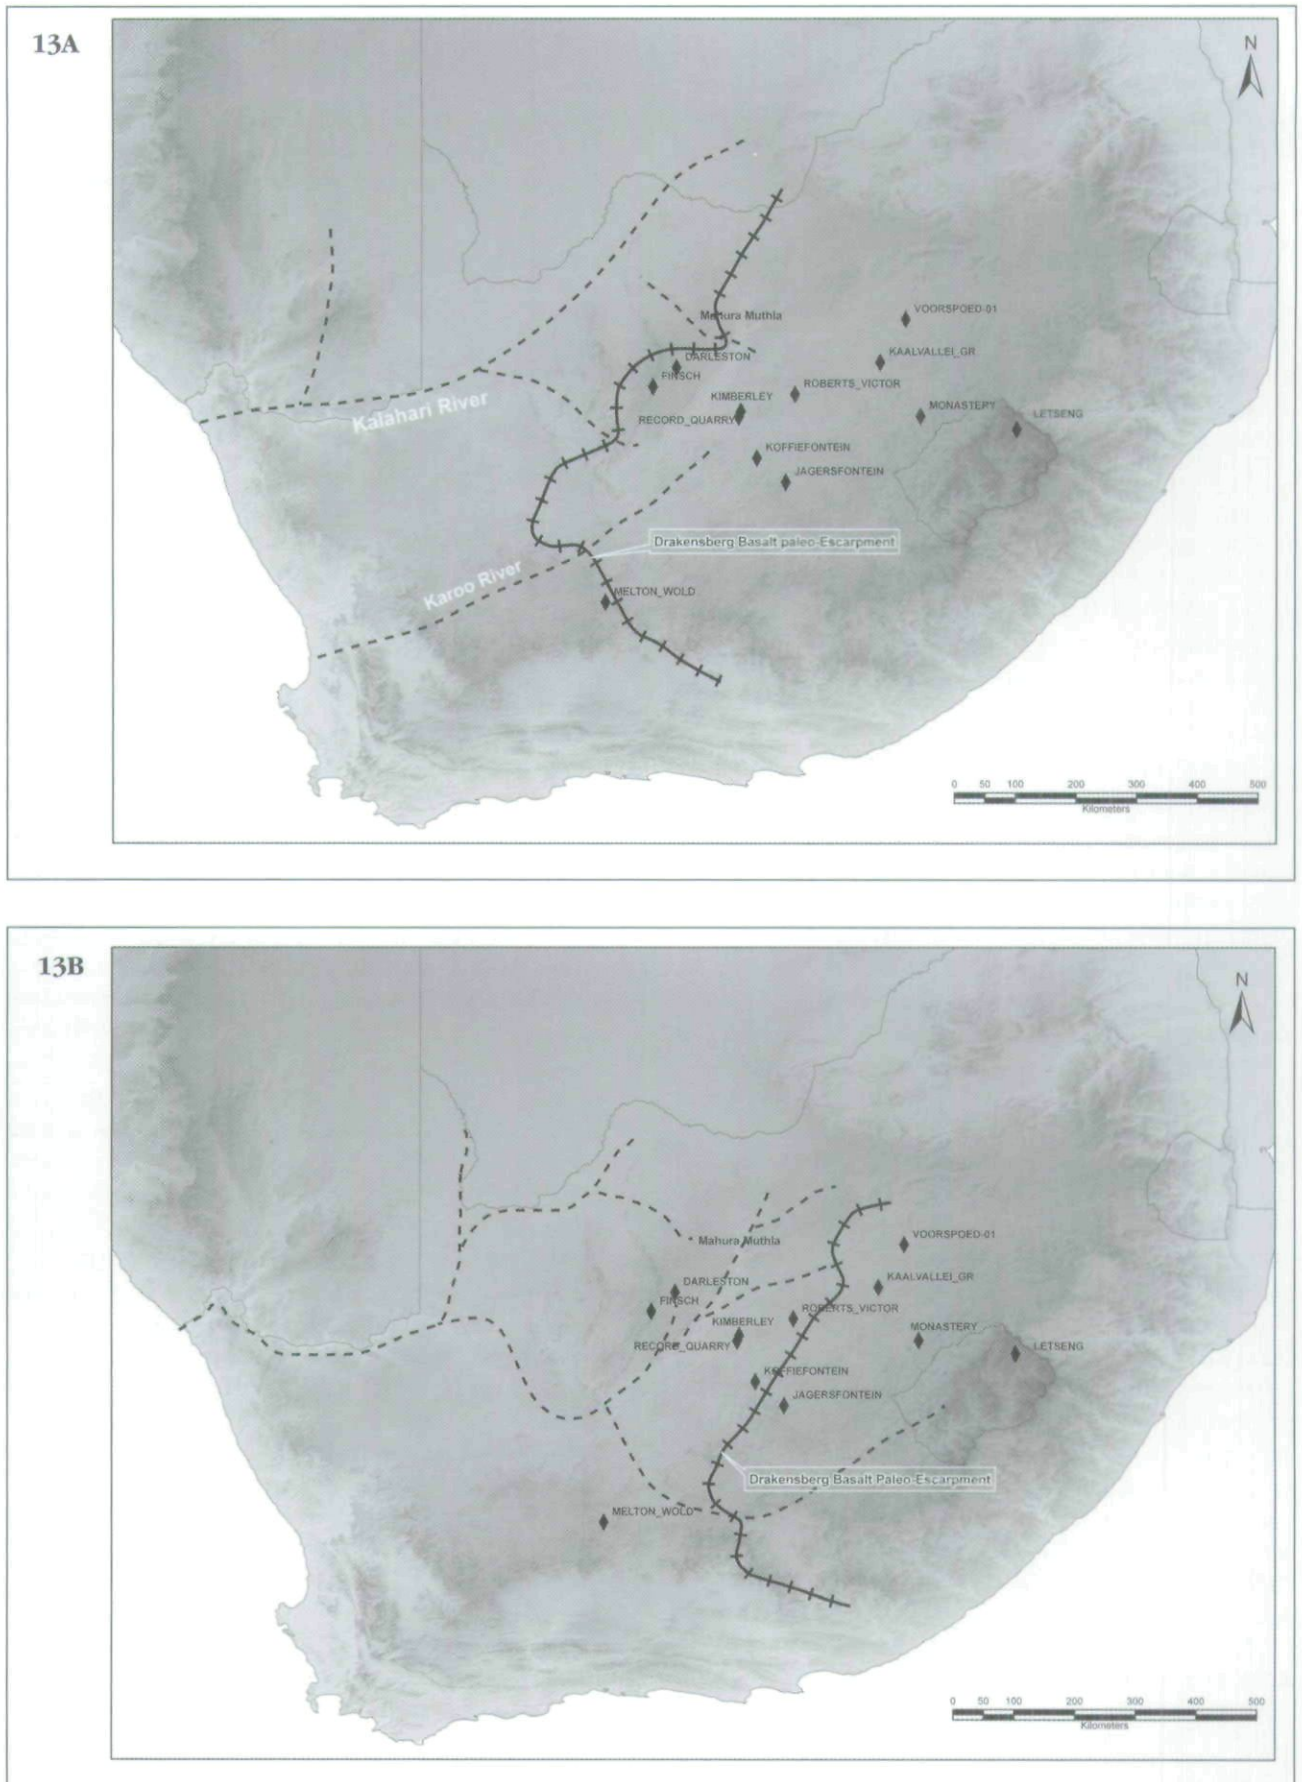 13A
N
VOORSPOED-01
Mahura Muthla
KAALVALLEI_GR
DARLESTON
FINSCH
ROBERTS_VICTOR
KIMBERLEY
Kalahari River
MONASTERY
LETSENG
RECORD_QUARRY
KOFFIEFONTEIN
JAGERSFONTEIN
Drakensberg Basalt paleo-Escarpment
Karoo River
MELTON_WOLD
0 50 100 200 300 400 500
Kilometers
13B
N
VOORSPOED-01
Mahura Muthla
KAALVALLEI_GR
DARLESTON
FINSCH
ROBERTS_VICTOR
KIMBERLEY
MONASTERY
RECORD_QUARRY
LETSENG
KOFFIEFONTEIN
JAGERSFONTEIN
Drakensberg Basalt Paleo-Escarpment
MELTON_WOLD
0 50 100 200 300 400 500
Kilometers